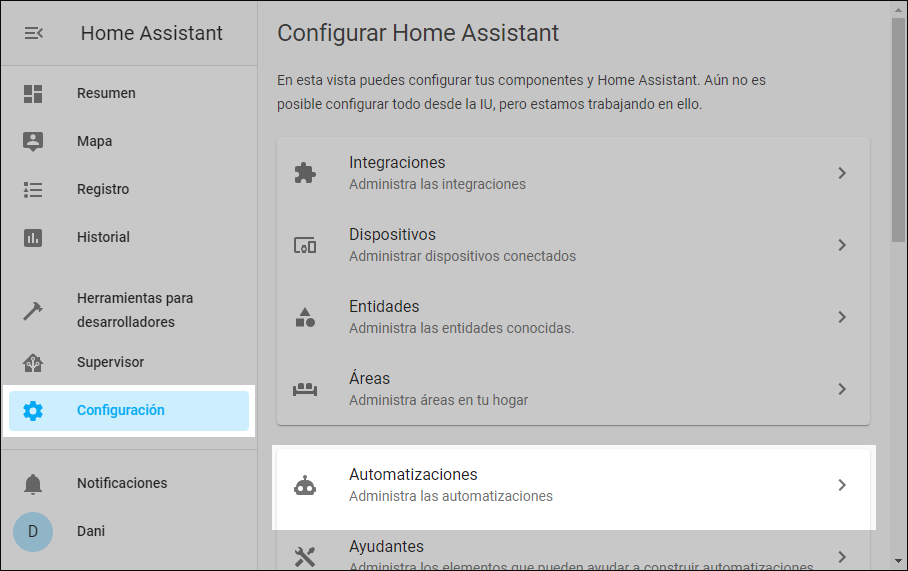 Home Assistant
Resumen
Mapa
Registro
Historial
Herramientas para
desarrolladores
Supervisor
Configuración
Notificaciones
D
Dani
Configurar Home Assistant
En esta vista puedes configurar tus componentes y Home Assistant. Aún no es
posible configurar todo desde la IU, pero estamos trabajando en ello.
Integraciones
Administra las integraciones
Dispositivos
Administrar dispositivos conectados
Entidades
Administra las entidades conocidas.
Áreas
Administra áreas en tu hogar
Automatizaciones
Administra las automatizaciones
Ayudantes
Administra los elementos que pueden ayudar a construir automatizaciones.